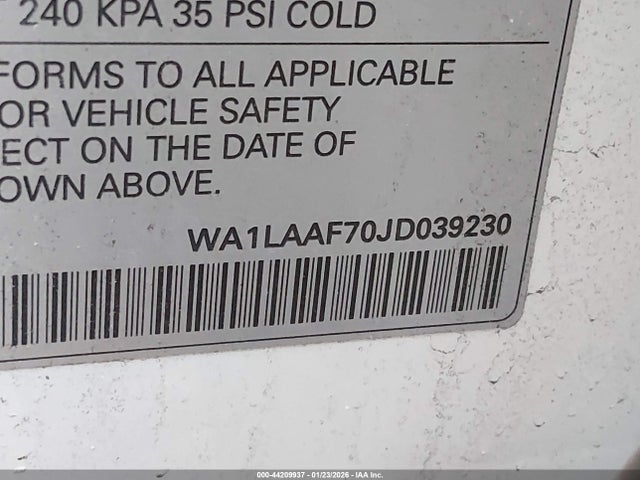 240 KPA 35 PSI COLD
FORMS TO ALL APPLICABLE
OR VEHICLE SAFETY
ECT ON THE DATE OF
OWN ABOVE.
WA1LAAF70JD039230
000-44209937 - 01/23/2026 - IAA Inc.